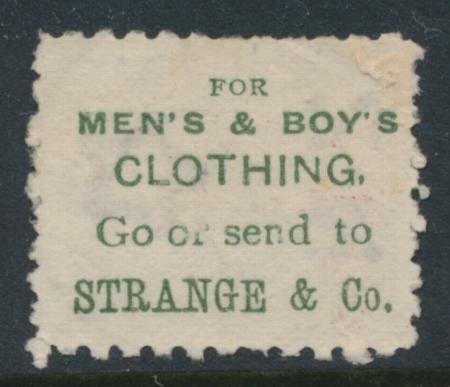 FOR
MEN'S & BOY'S
CLOTHING.
Go or send to
STRANGE & Co.